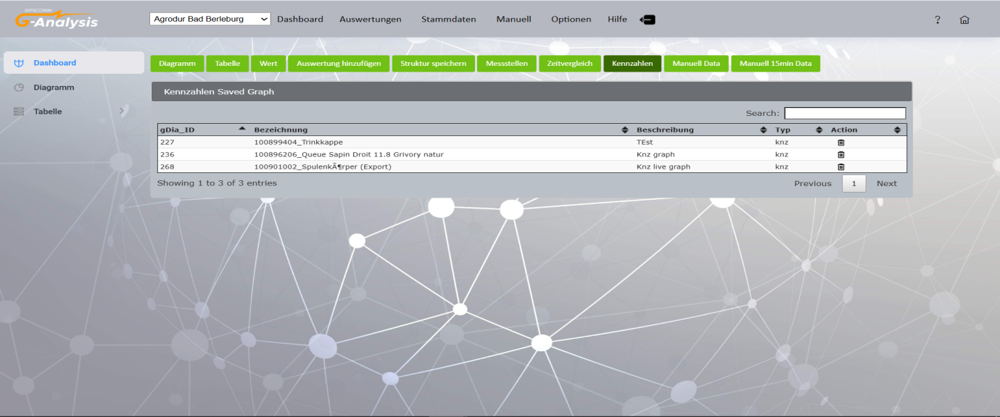 GIFSCOMM
G-Analysis
Agrodur Bad Berleburg Dashboard Auswertungen Stammdaten Manuell Optionen Hilfe ?
Dashboard
Diagramm
Tabelle
Diagramm Tabelle Wert Auswertung hinzufügen Struktur speichern Messstellen Zeitvergleich Kennzahlen Manuell Data Manuell 15min Data
Kennzahlen Saved Graph
Search:
gDia_ID Bezeichnung Beschreibung Typ Action
227 100899404_Trinkkappe TEst knz
236 100896206_Queue Sapin Droit 11.8 Grivory natur Knz graph knz
268 100901002_SpulenkÃ¶rper (Export) Knz live graph knz
Showing 1 to 3 of 3 entries Previous 1 Next